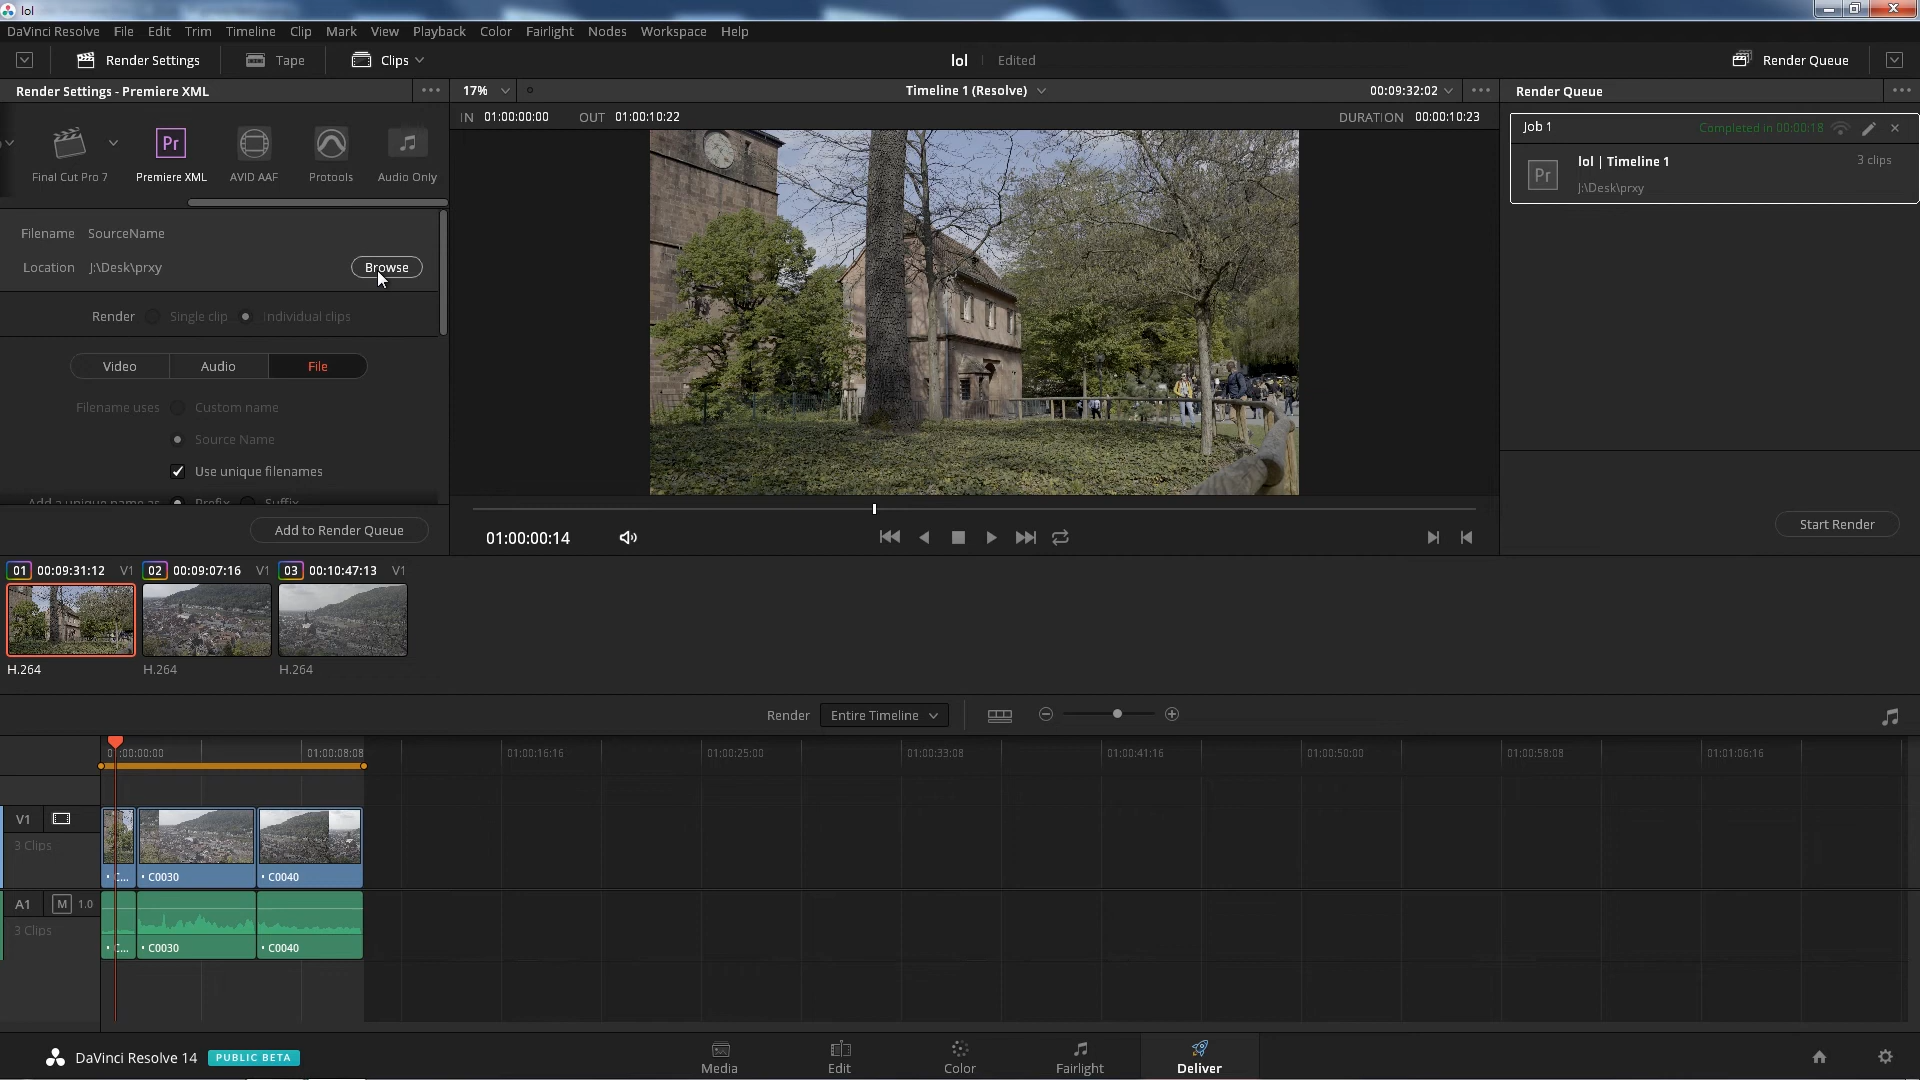 lol
DaVinci Resolve File Edit Trim Timeline Clip Mark View Playback Color Fairlight Nodes Workspace Help
Render Settings Tape Clips lol Edited Render Queue
Render Settings - Premiere XML ••• 17% Timeline 1 (Resolve) 00:09:32:02 ••• Render Queue •••
IN 01:00:00:00 OUT 01:00:10:22 DURATION 00:00:10:23
Job 1 Completed in 00:00:18
Pr lol | Timeline 1 3 clips
J:\Desk\prxy
Pr
Final Cut Pro 7 Premiere XML AVID AAF Protools Audio Only
Filename SourceName
Location J:\Desk\prxy Browse
Render Single clip Individual clips
Video Audio File
Filename uses Custom name
Source Name
Use unique filenames
Add a unique name as Prefix Suffix
Add to Render Queue
01:00:00:14
Start Render
01 00:09:31:12 V1 02 00:09:07:16 V1 03 00:10:47:13 V1
H.264 H.264 H.264
Render Entire Timeline
01:00:00:00 01:00:08:08 01:00:16:16 01:00:25:00 01:00:33:08 01:00:41:16 01:00:50:00 01:00:58:08 01:01:06:16
V1
3 Clips
• C... • C0030 • C0040
A1 M 1.0
3 Clips
• C... • C0030 • C0040
DaVinci Resolve 14 PUBLIC BETA
Media Edit Color Fairlight Deliver